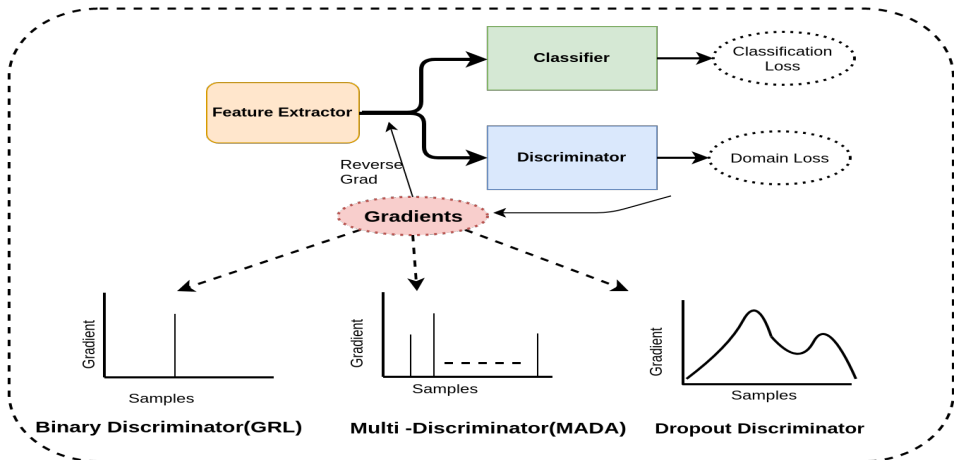 Classifier
Classification
Loss
Feature Extractor
Discriminator
Domain Loss
Reverse
Grad
Gradients
Gradient
Samples
Binary Discriminator(GRL)
Gradient
Samples
Multi -Discriminator(MADA)
Gradient
Samples
Dropout Discriminator